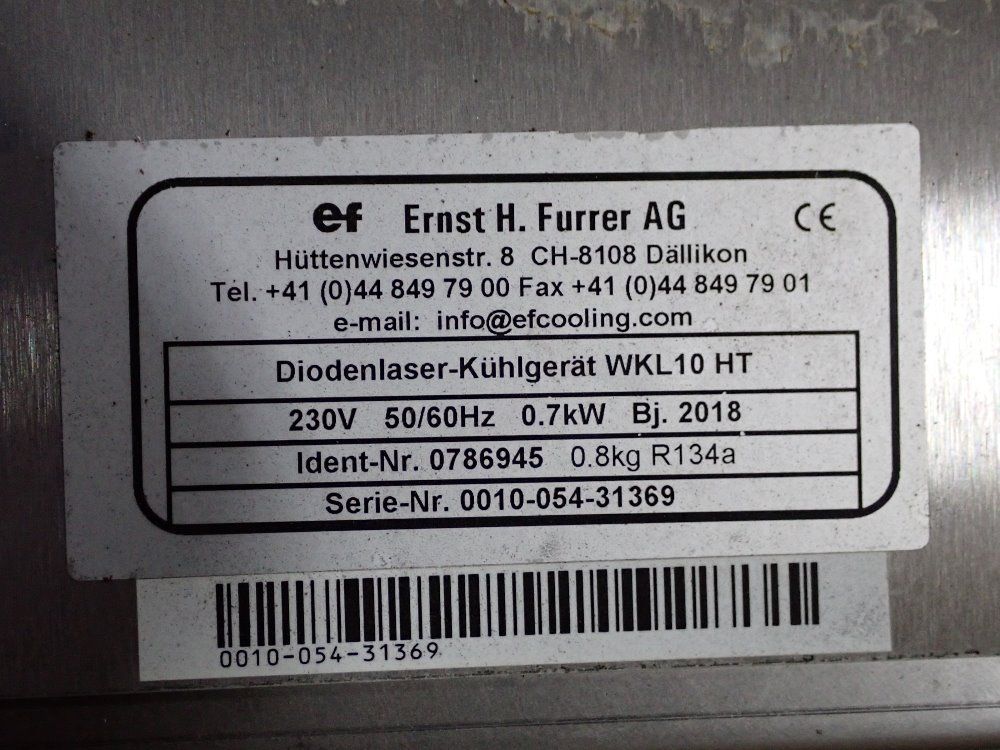 ef Ernst H. Furrer AG CE
Hüttenwiesenstr. 8 CH-8108 Dällikon
Tel. +41 (0)44 849 79 00 Fax +41 (0)44 849 79 01
e-mail: info@efcooling.com
Diodenlaser-Kühlgerät WKL10 HT
230V 50/60Hz 0.7kW Bj. 2018
Ident-Nr. 0786945 0.8kg R134a
Serie-Nr. 0010-054-31369
0010-054-31369